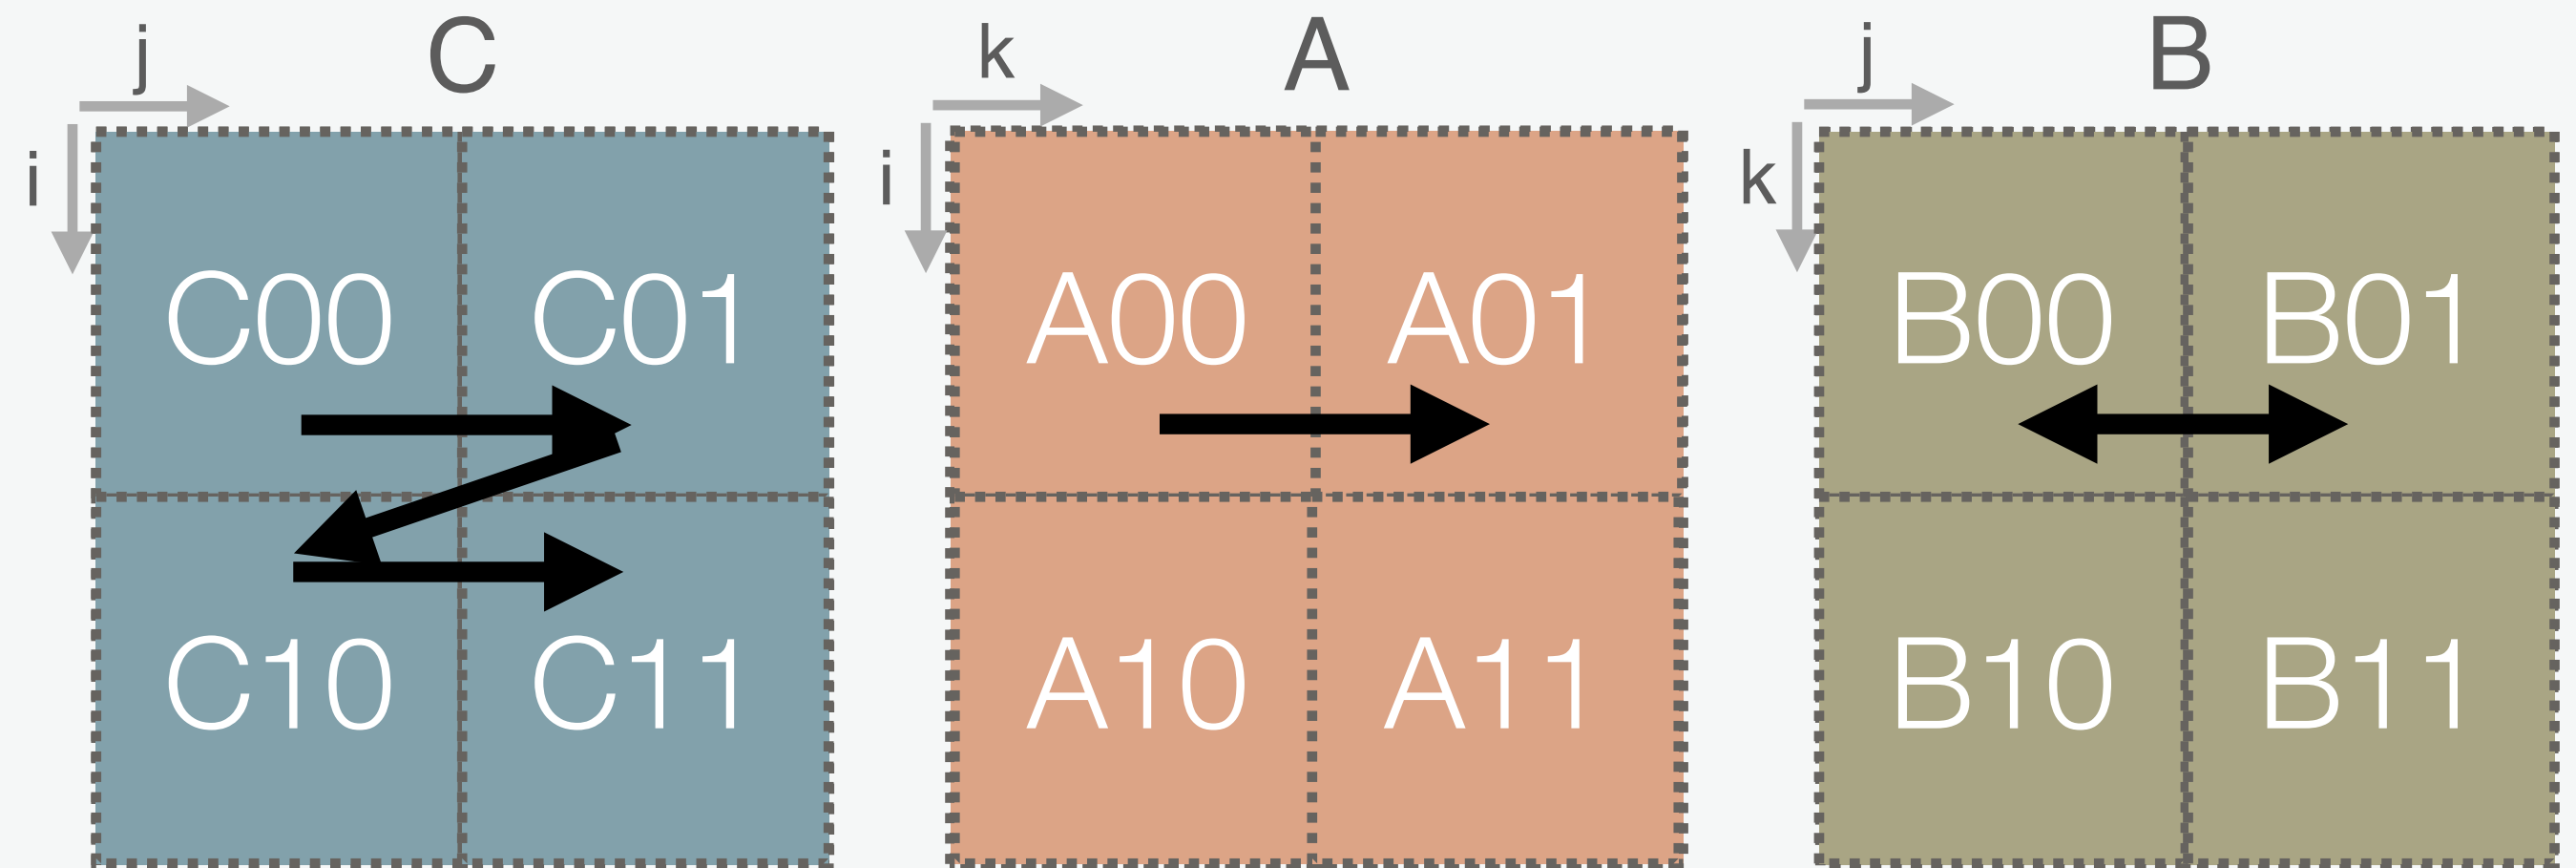 j C k A j B
i i k
C00 C01 A00 A01 B00 B01
C10 C11 A10 A11 B10 B11